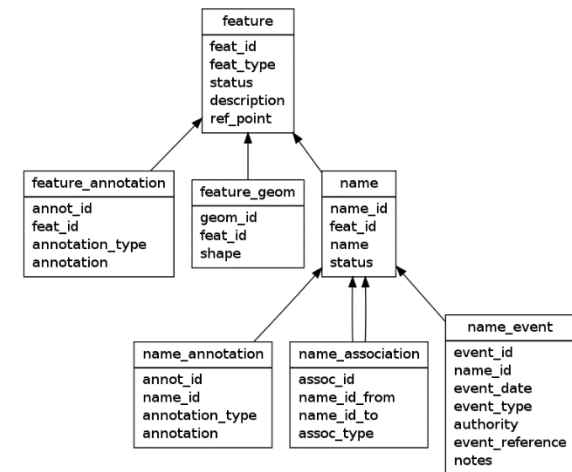 feature
feat_id
feat_type
status
description
ref_point
feature_annotation
annot_id
feat_id
annotation_type
annotation
feature_geom
geom_id
feat_id
shape
name
name_id
feat_id
name
status
name_annotation
annot_id
name_id
annotation_type
annotation
name_association
assoc_id
name_id_from
name_id_to
assoc_type
name_event
event_id
name_id
event_date
event_type
authority
event_reference
notes